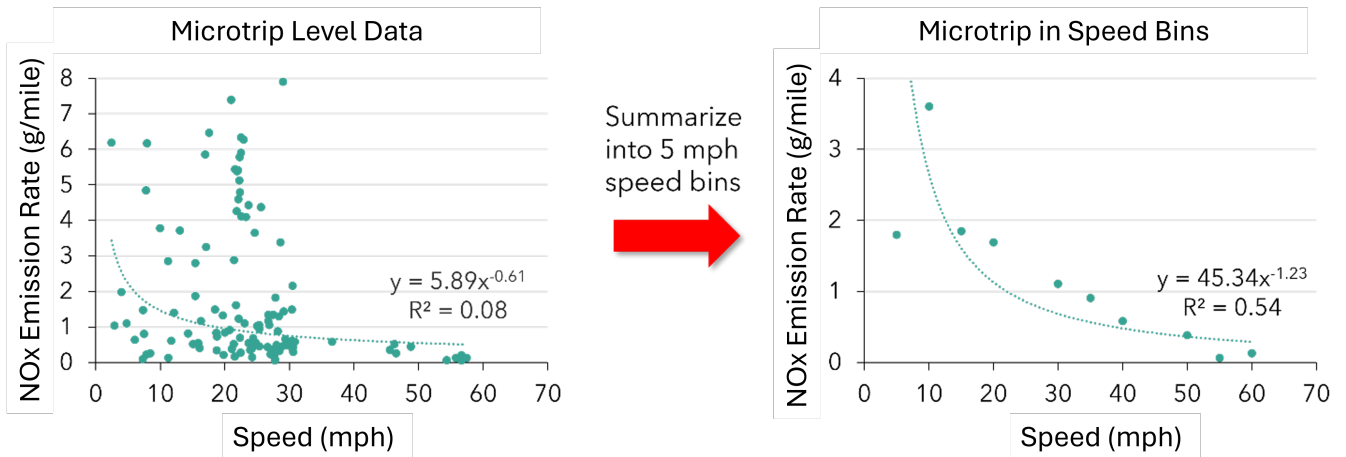 Microtrip Level Data
NOx Emission Rate (g/mile)
8
7
6
5
4
3
2
1
0
y = 5.89x^-0.61
R² = 0.08
0 10 20 30 40 50 60 70
Speed (mph)
Summarize
into 5 mph
speed bins
Microtrip in Speed Bins
NOx Emission Rate (g/mile)
4
3
2
1
0
y = 45.34x^-1.23
R² = 0.54
0 10 20 30 40 50 60 70
Speed (mph)